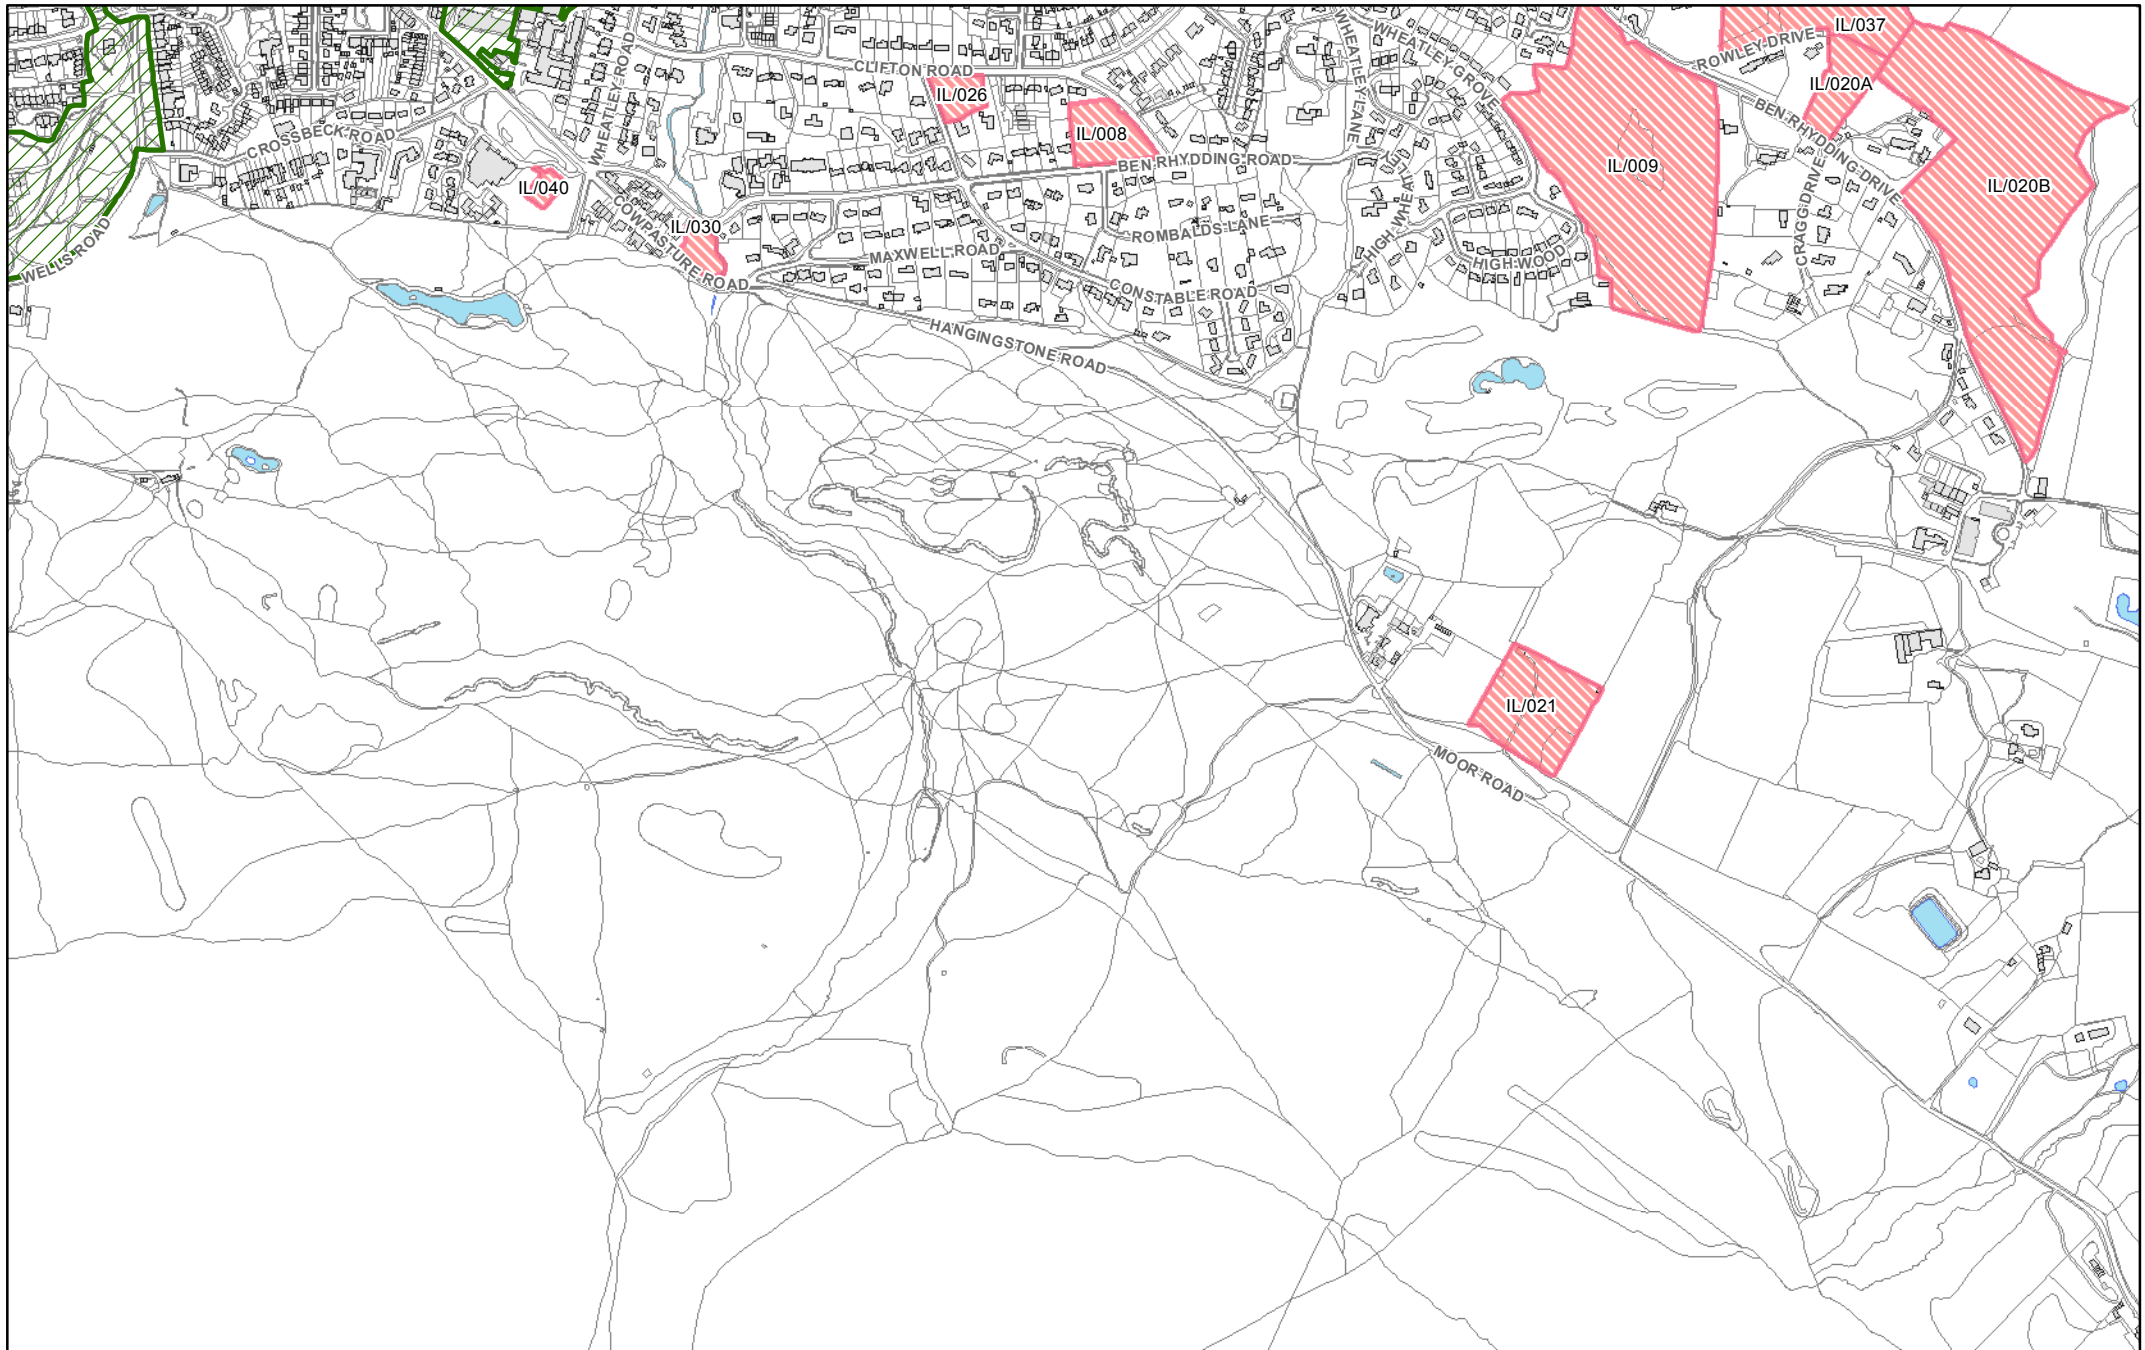 IL/037
ROWLEY DRIVE
WHEATLEY ROAD
WHEATLEY LANE
WHEATLEY GROVE
CLIFTON ROAD
IL/026
IL/020A
BEN RHYDDING DRIVE
CROSSBECK ROAD
IL/008
BEN RHYDDING ROAD
IL/009
IL/040
IL/020B
COWPASTURE ROAD
IL/030
HIGH WHEATLEY
ROMBALDS LANE
CRAGG DRIVE
WELLS ROAD
MAXWELL ROAD
HIGH WOOD
CONSTABLE ROAD
HANGINGSTONE ROAD
IL/021
MOOR ROAD